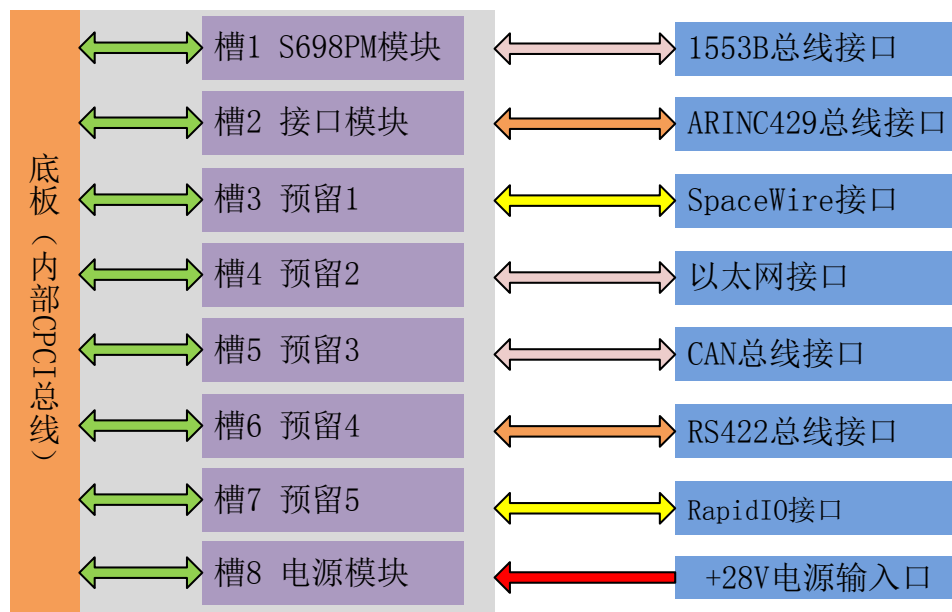 底板（内部CPCI总线）
槽1 S698PM模块
槽2 接口模块
槽3 预留1
槽4 预留2
槽5 预留3
槽6 预留4
槽7 预留5
槽8 电源模块
1553B总线接口
ARINC429总线接口
SpaceWire接口
以太网接口
CAN总线接口
RS422总线接口
RapidIO接口
+28V电源输入口